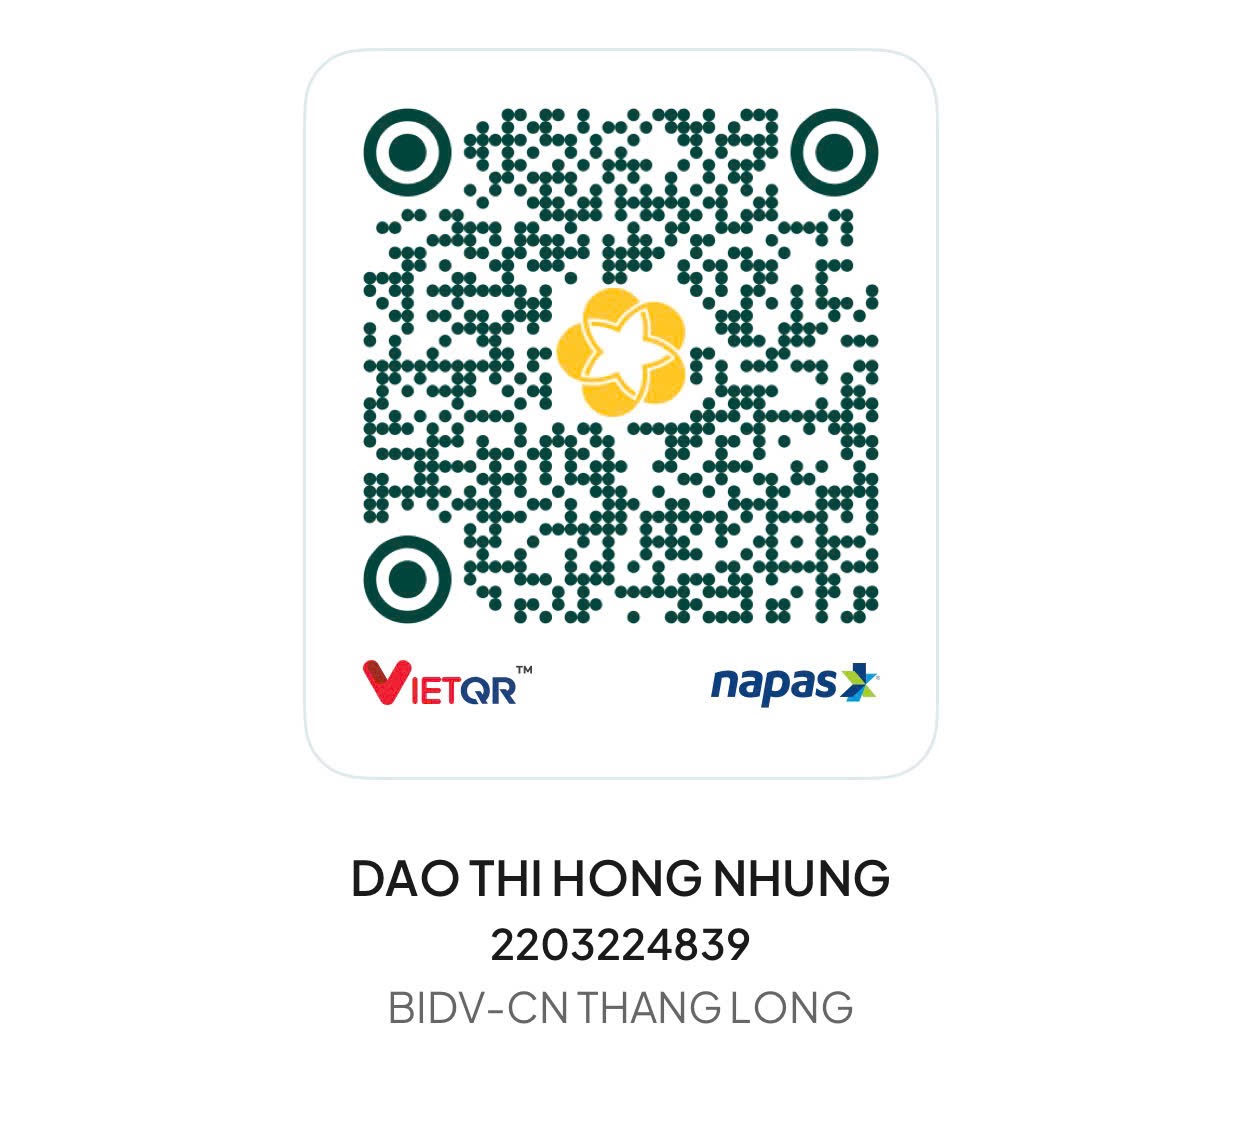 VIETQR™
napas
DAO THI HONG NHUNG
2203224839
BIDV-CN THANG LONG